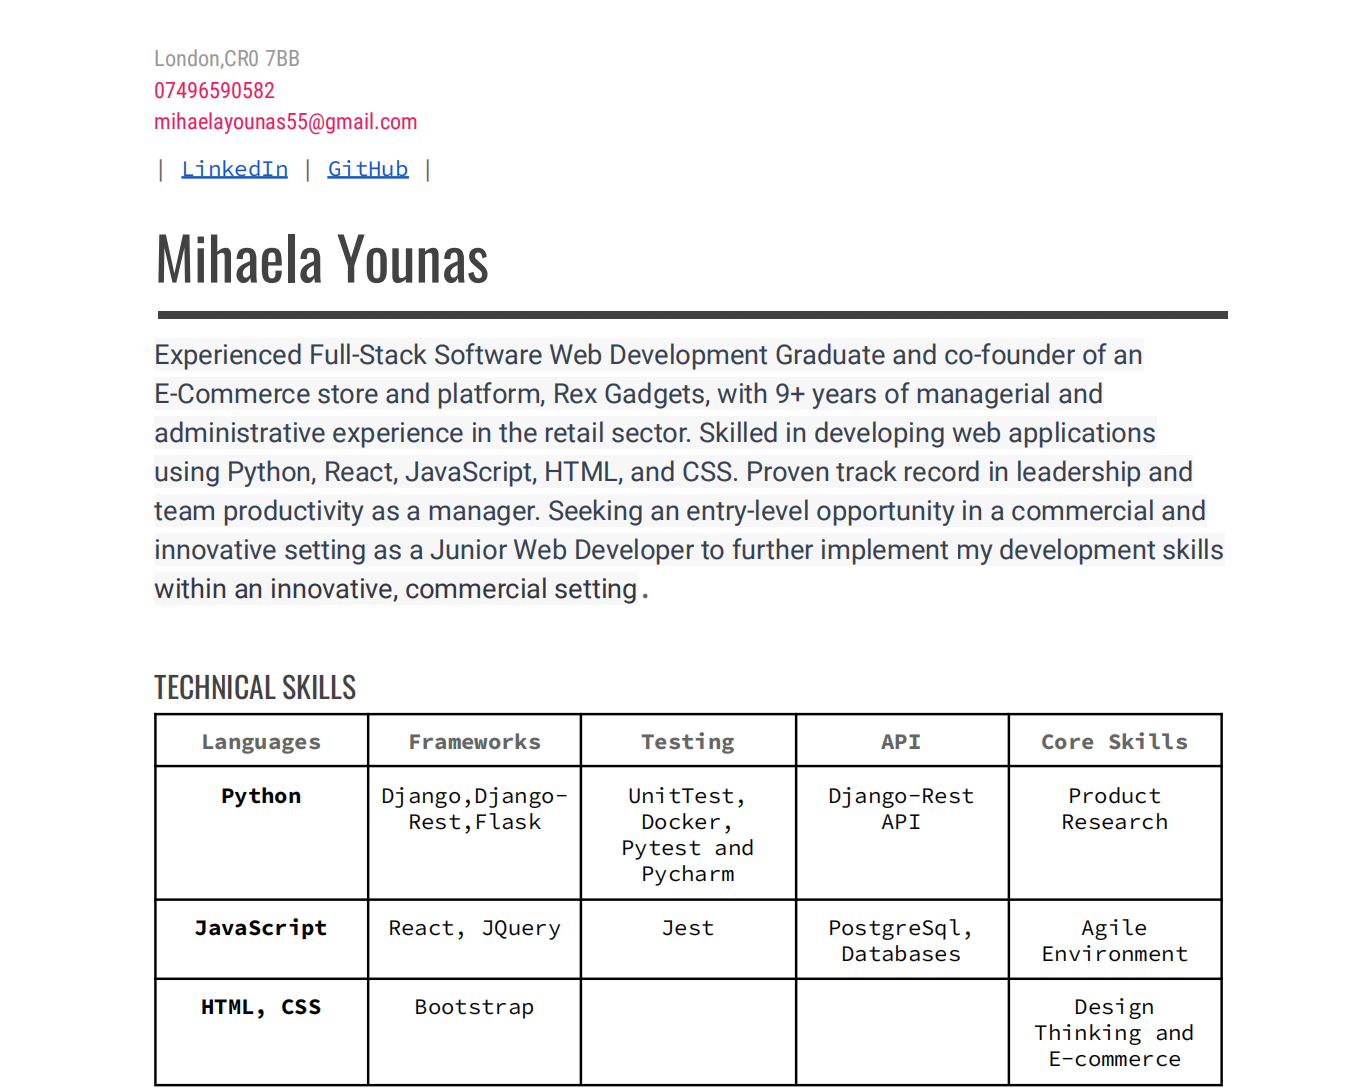 London,CR0 7BB
07496590582
mihaelayounas55@gmail.com
| LinkedIn | GitHub |
Mihaela Younas
Experienced Full-Stack Software Web Development Graduate and co-founder of an
E-Commerce store and platform, Rex Gadgets, with 9+ years of managerial and
administrative experience in the retail sector. Skilled in developing web applications
using Python, React, JavaScript, HTML, and CSS. Proven track record in leadership and
team productivity as a manager. Seeking an entry-level opportunity in a commercial and
innovative setting as a Junior Web Developer to further implement my development skills
within an innovative, commercial setting.
TECHNICAL SKILLS
Languages
Frameworks
Testing
API
Core Skills
Python
Django,Django-
Rest,Flask
UnitTest,
Docker,
Pytest and
Pycharm
Django-Rest
API
Product
Research
JavaScript
React, JQuery
Jest
PostgreSql,
Databases
Agile
Environment
HTML, CSS
Bootstrap
Design
Thinking and
E-commerce